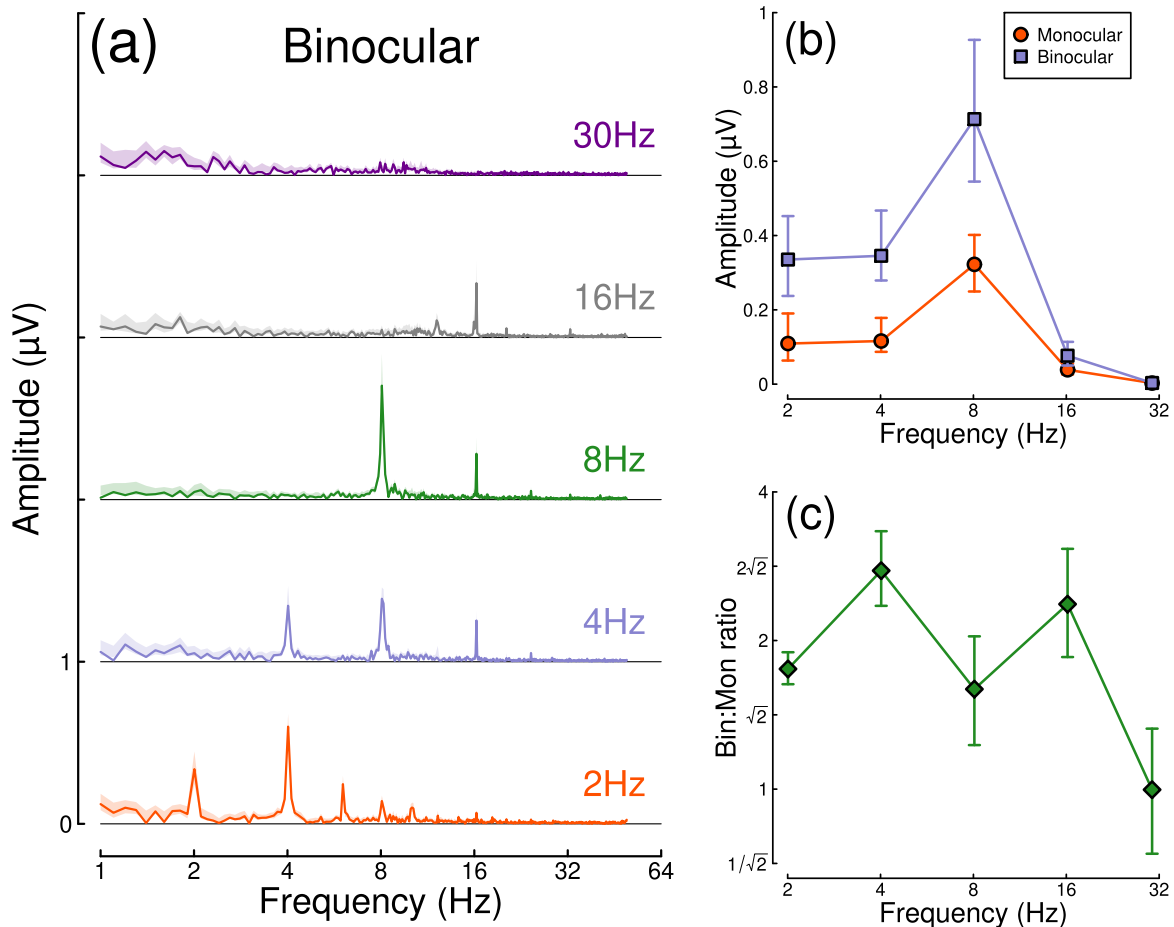 (a)
Binocular
30Hz
16Hz
8Hz
4Hz
2Hz
Amplitude (µV)
1
0
1 2 4 8 16 32 64
Frequency (Hz)
(b)
Monocular
Binocular
Amplitude (µV)
1
0.8
0.6
0.4
0.2
0
2 4 8 16 32
Frequency (Hz)
(c)
Bin:Mon ratio
4
2√2
2
√2
1
1/√2
2 4 8 16 32
Frequency (Hz)